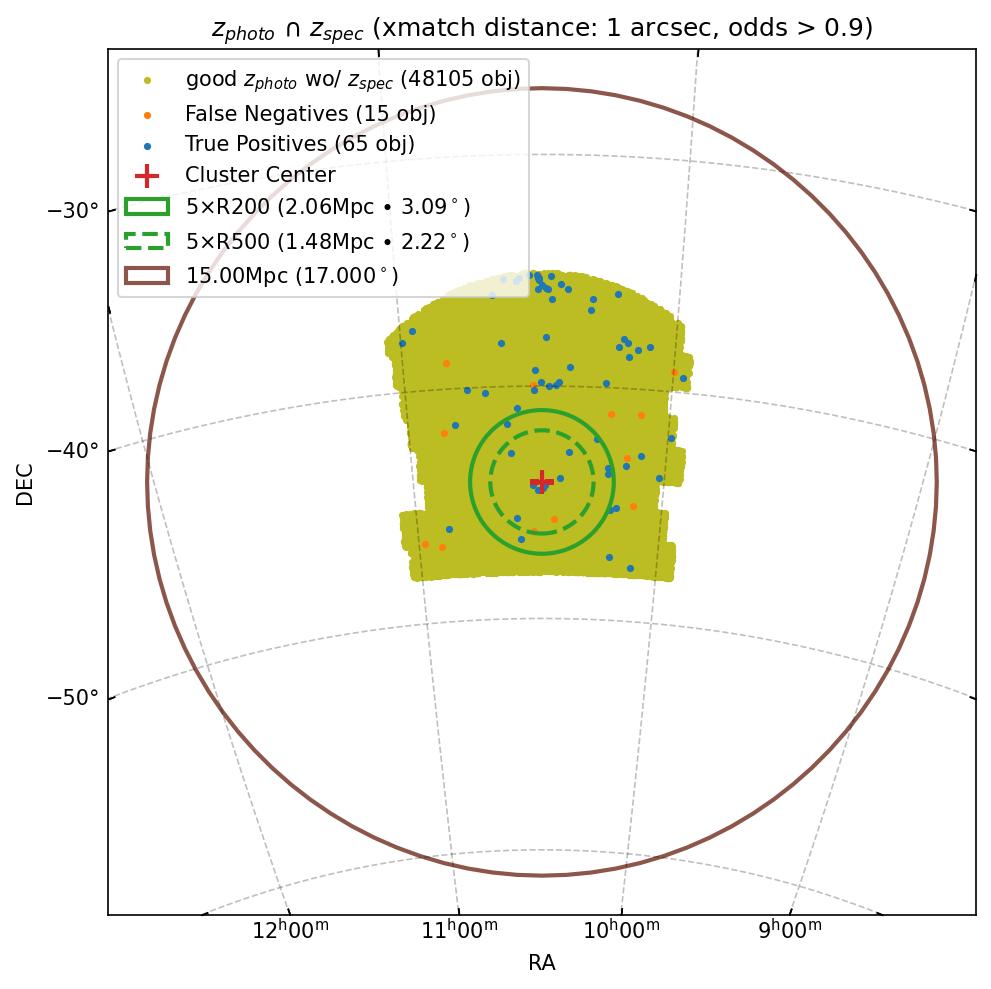 z_photo ∩ z_spec (xmatch distance: 1 arcsec, odds > 0.9)
good z_photo wo/ z_spec (48105 obj)
False Negatives (15 obj)
True Positives (65 obj)
Cluster Center
5×R200 (2.06Mpc • 3.09°)
5×R500 (1.48Mpc • 2.22°)
15.00Mpc (17.000°)
−30°
−40°
−50°
DEC
12h00m 11h00m 10h00m 9h00m
RA